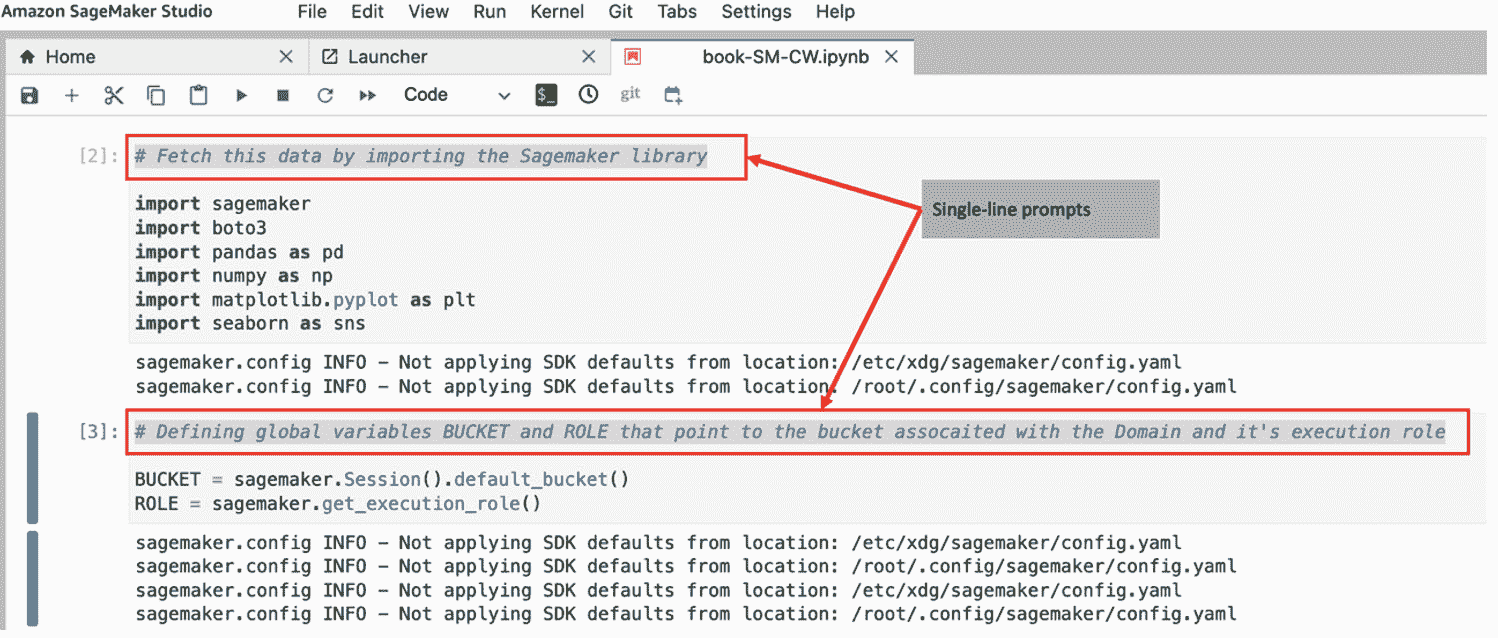 Amazon SageMaker Studio File Edit View Run Kernel Git Tabs Settings Help
Home Launcher book-SM-CW.ipynb
Code $_ git
[2]: # Fetch this data by importing the Sagemaker library
Single-line prompts
import sagemaker
import boto3
import pandas as pd
import numpy as np
import matplotlib.pyplot as plt
import seaborn as sns
sagemaker.config INFO - Not applying SDK defaults from location: /etc/xdg/sagemaker/config.yaml
sagemaker.config INFO - Not applying SDK defaults from location: /root/.config/sagemaker/config.yaml
[3]: # Defining global variables BUCKET and ROLE that point to the bucket assocaited with the Domain and it's execution role
BUCKET = sagemaker.Session().default_bucket()
ROLE = sagemaker.get_execution_role()
sagemaker.config INFO - Not applying SDK defaults from location: /etc/xdg/sagemaker/config.yaml
sagemaker.config INFO - Not applying SDK defaults from location: /root/.config/sagemaker/config.yaml
sagemaker.config INFO - Not applying SDK defaults from location: /etc/xdg/sagemaker/config.yaml
sagemaker.config INFO - Not applying SDK defaults from location: /root/.config/sagemaker/config.yaml